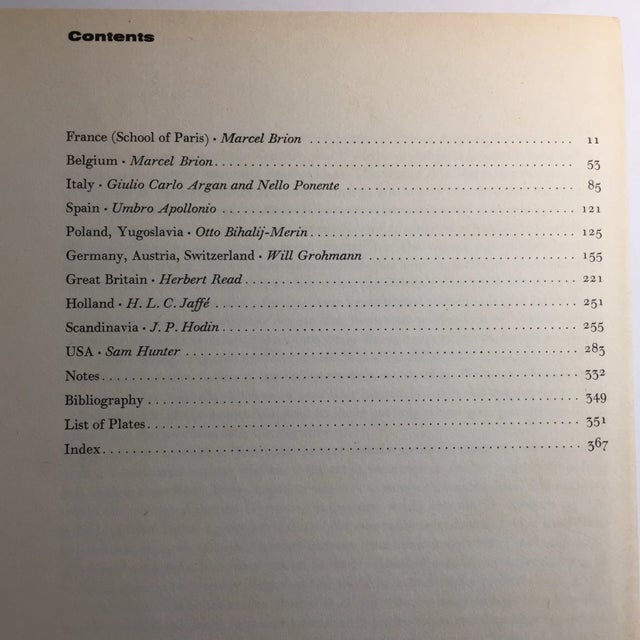 Contents
France (School of Paris) · Marcel Brion ................................. 11
Belgium · Marcel Brion ................................. 53
Italy · Giulio Carlo Argan and Nello Ponente ................................. 85
Spain · Umbro Apollonio ................................. 121
Poland, Yugoslavia · Otto Bihalij-Merin ................................. 125
Germany, Austria, Switzerland · Will Grohmann ................................. 155
Great Britain · Herbert Read ................................. 221
Holland · H. L. C. Jaffé ................................. 251
Scandinavia · J. P. Hodin ................................. 255
USA · Sam Hunter ................................. 283
Notes ................................. 332
Bibliography ................................. 349
List of Plates ................................. 351
Index ................................. 367